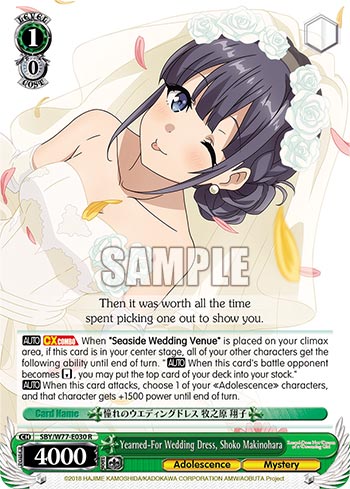 LEVEL
1
0
COST
SAMPLE
Then it was worth all the time
spent picking one out to show you.
AUTO CX COMBO When "Seaside Wedding Venue" is placed on your climax
area, if this card is in your center stage, all of your other characters get the
following ability until end of turn. "AUTO When this card's battle opponent
becomes, you may put the top card of your deck into your stock."
AUTO When this card attacks, choose 1 of your «Adolescence» characters,
and that character gets +1500 power until end of turn.
Card Name 憧れのウエディングドレス 牧之原 翔子
CH SBY/W77-E030 R
Yearned-For Wedding Dress, Shoko Makinohara
POWER
4000
Adolescence Mystery
©2018 HAJIME KAMOSHIDA/KADOKAWA AMW/AOBUTA Project